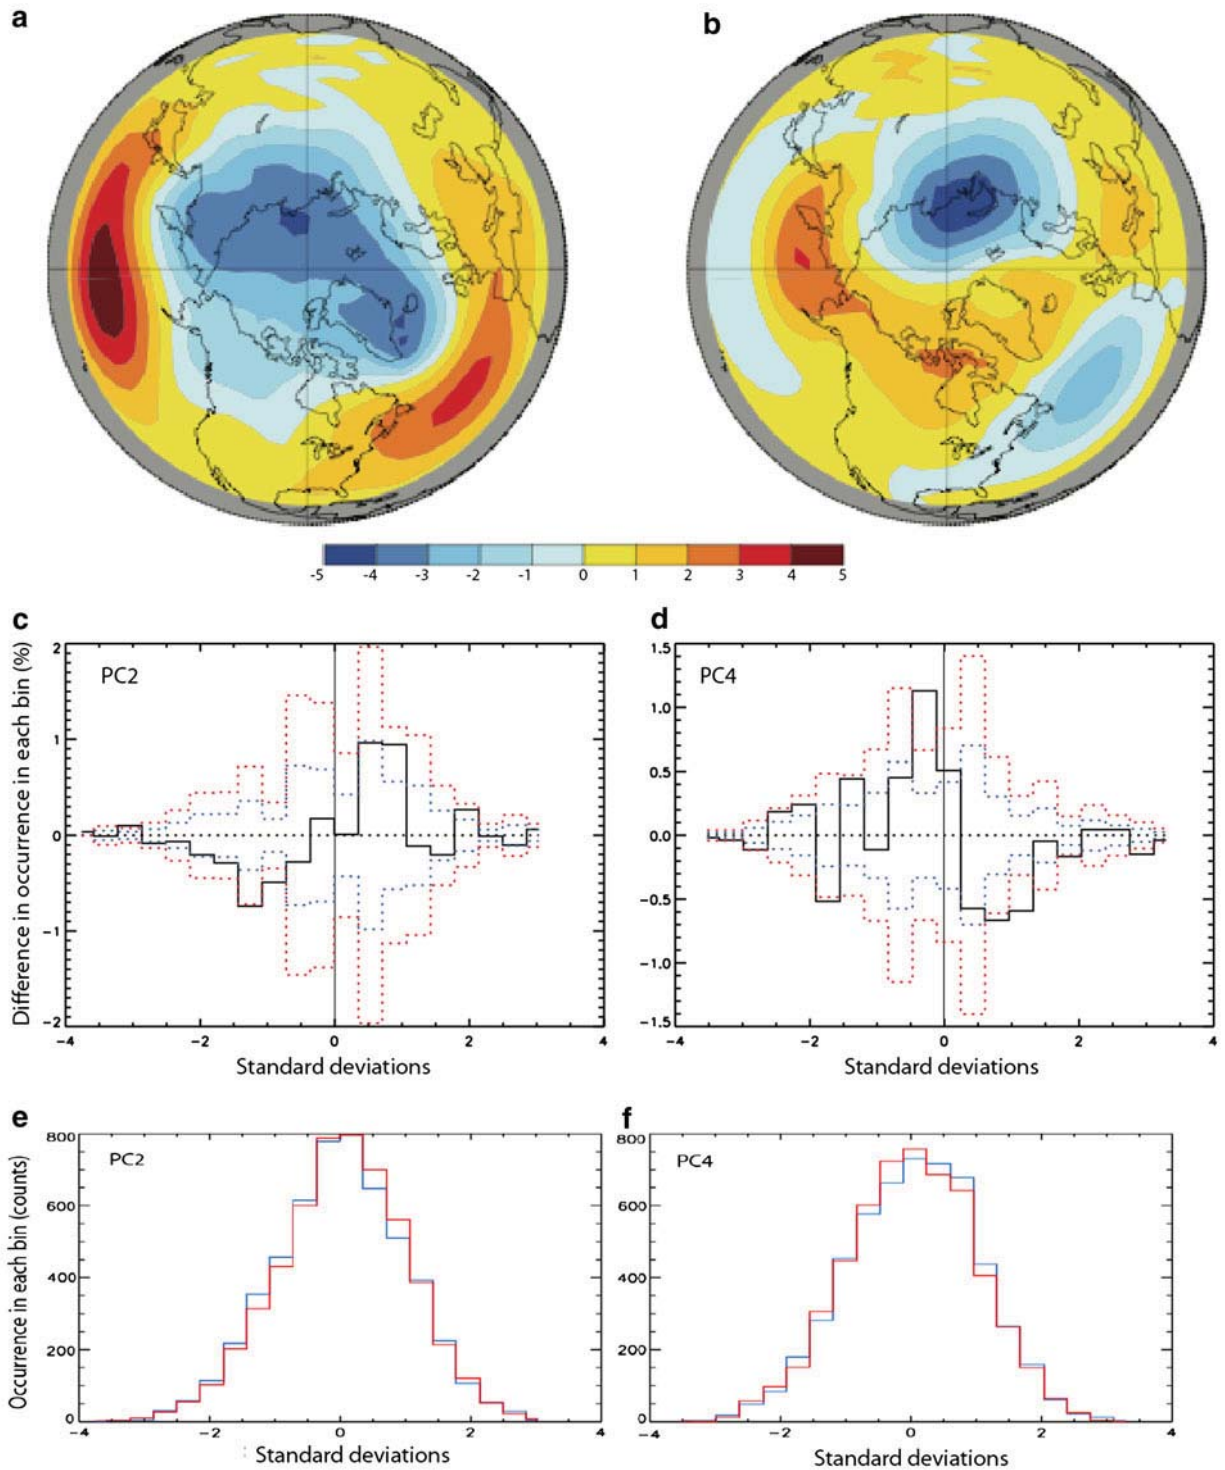 a
b
-5 -4 -3 -2 -1 0 1 2 3 4 5
c
d
Difference in occurrence in each bin (%)
2
1
0
−1
−2
PC2
−4 −2 0 2 4
Standard deviations
1.5
1.0
0.5
0.0
−0.5
−1.0
−1.5
PC4
−4 −2 0 2 4
Standard deviations
e
f
Occurrence in each bin (counts)
800
600
400
200
0
PC2
−4 −2 0 2 4
Standard deviations
800
600
400
200
0
PC4
−4 −2 0 2 4
Standard deviations